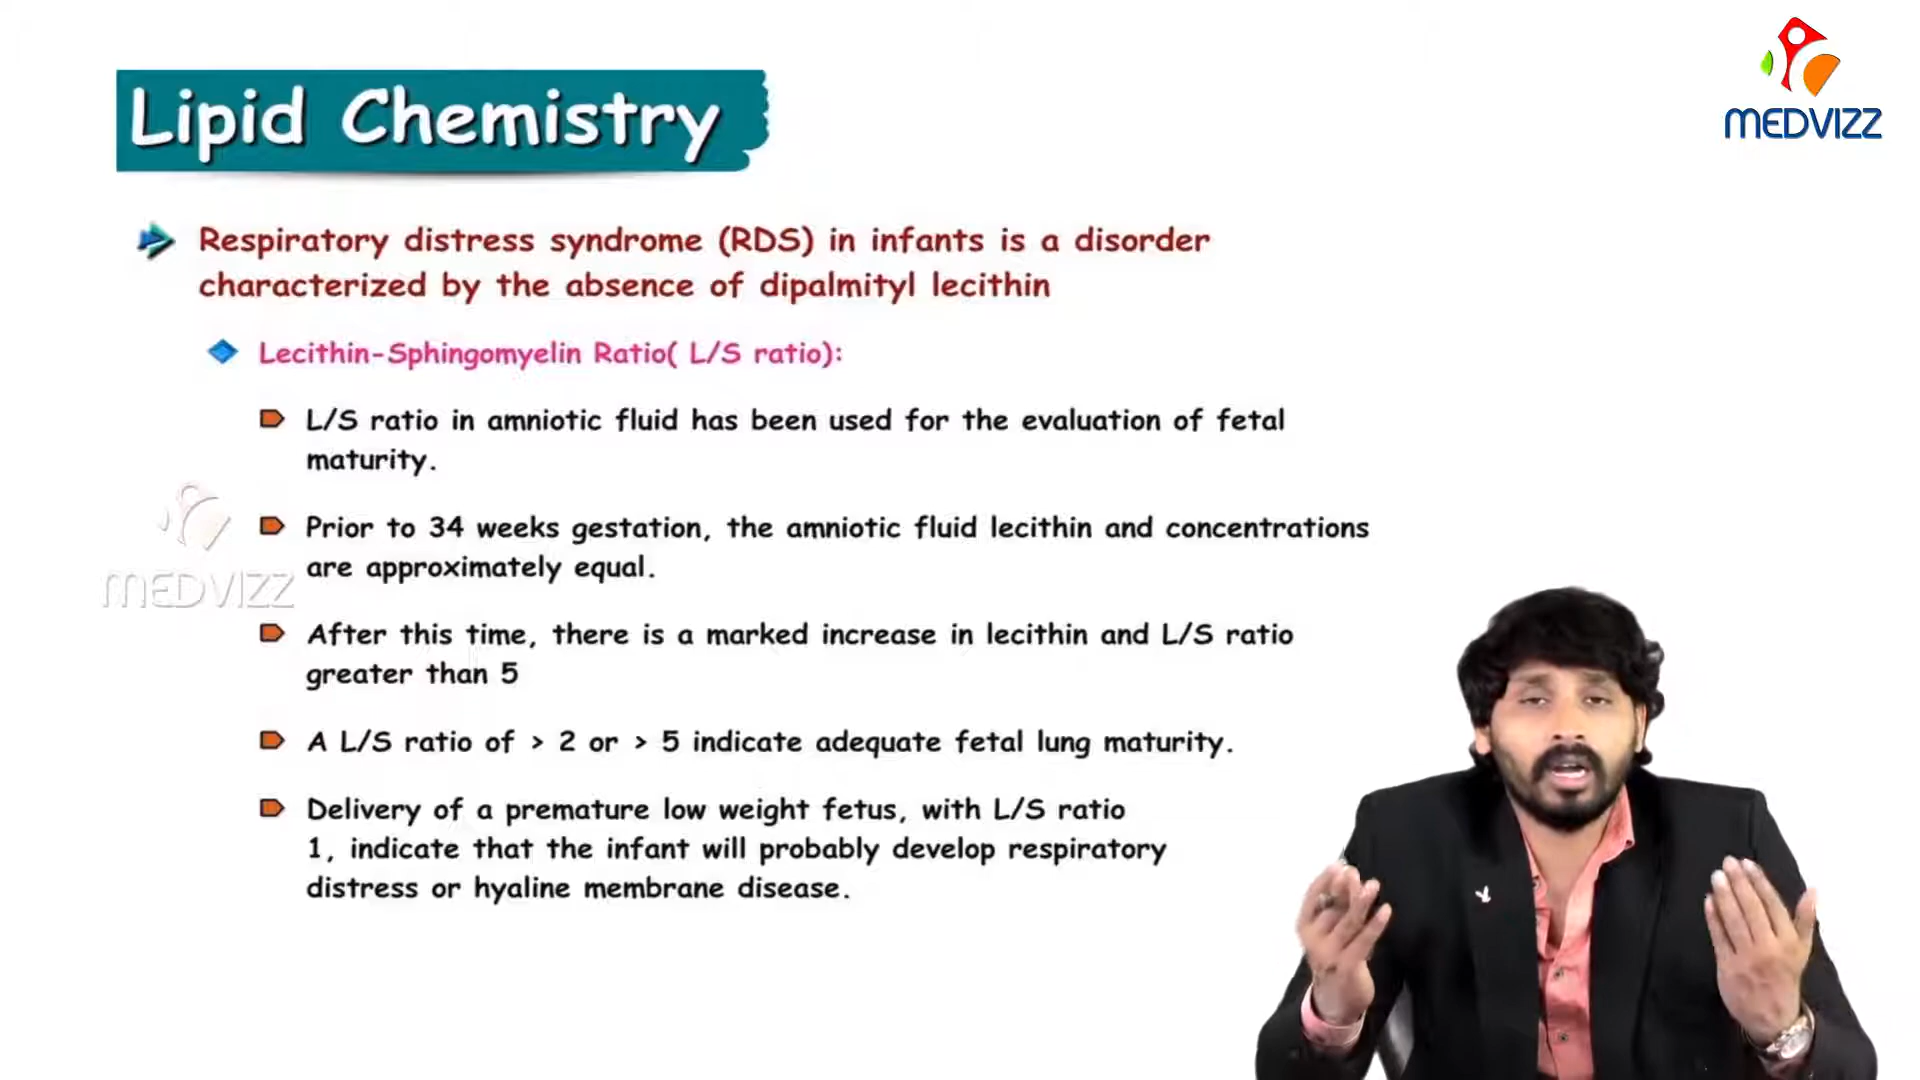 MEDVIZZ
Lipid Chemistry
Respiratory distress syndrome (RDS) in infants is a disorder
characterized by the absence of dipalmityl lecithin
Lecithin-Sphingomyelin Ratio( L/S ratio):
L/S ratio in amniotic fluid has been used for the evaluation of fetal
maturity.
Prior to 34 weeks gestation, the amniotic fluid lecithin and concentrations
are approximately equal.
MEDVIZZ
After this time, there is a marked increase in lecithin and L/S ratio
greater than 5
A L/S ratio of > 2 or > 5 indicate adequate fetal lung maturity.
Delivery of a premature low weight fetus, with L/S ratio
1, indicate that the infant will probably develop respiratory
distress or hyaline membrane disease.